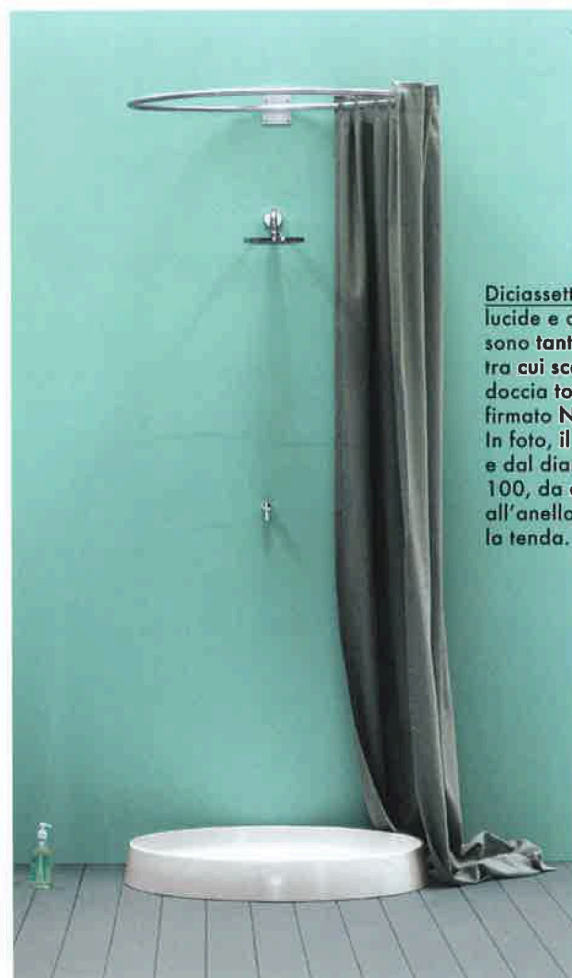 Diciassett
lucide e
sono tant
tra cui sc
doccia to
firmato N
In foto, il
e dal dia
100, da
all'anello
la tenda.